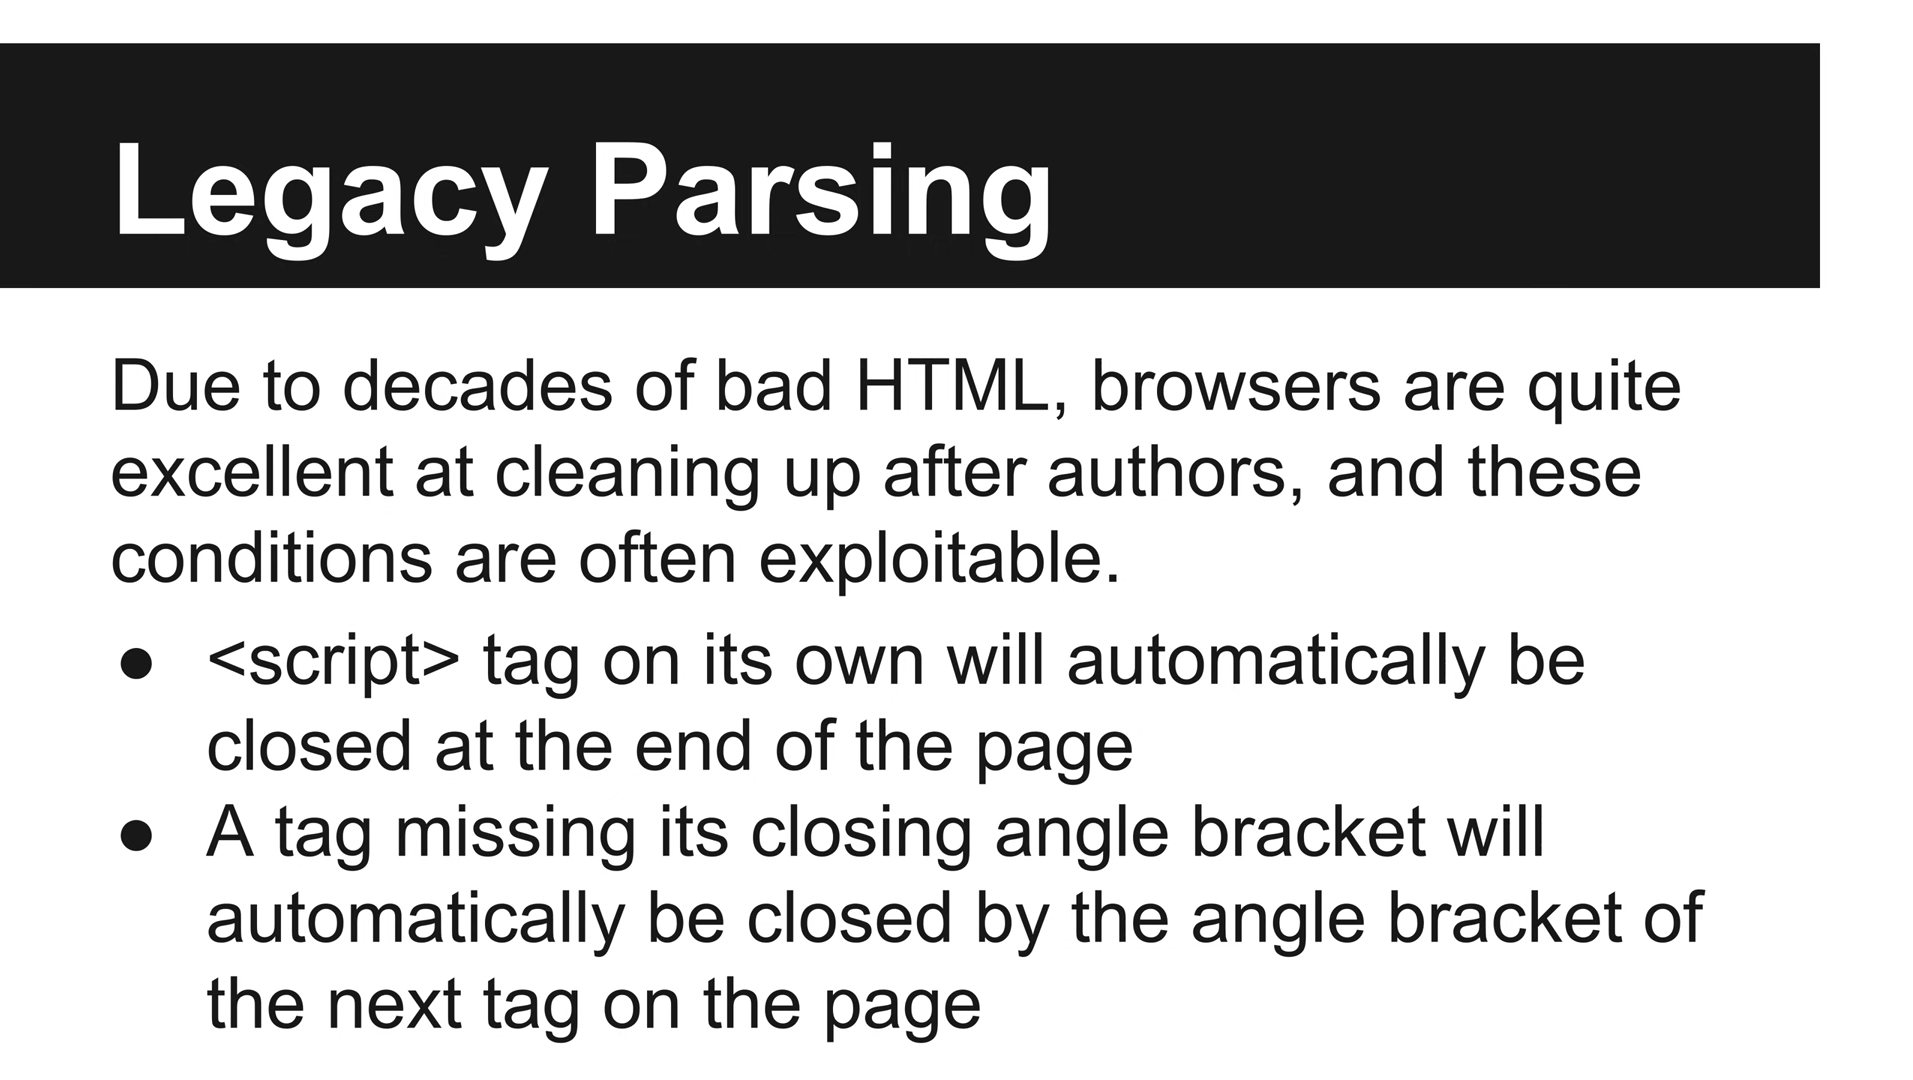 Legacy Parsing
Due to decades of bad HTML, browsers are quite
excellent at cleaning up after authors, and these
conditions are often exploitable.
● <script> tag on its own will automatically be
closed at the end of the page
● A tag missing its closing angle bracket will
automatically be closed by the angle bracket of
the next tag on the page